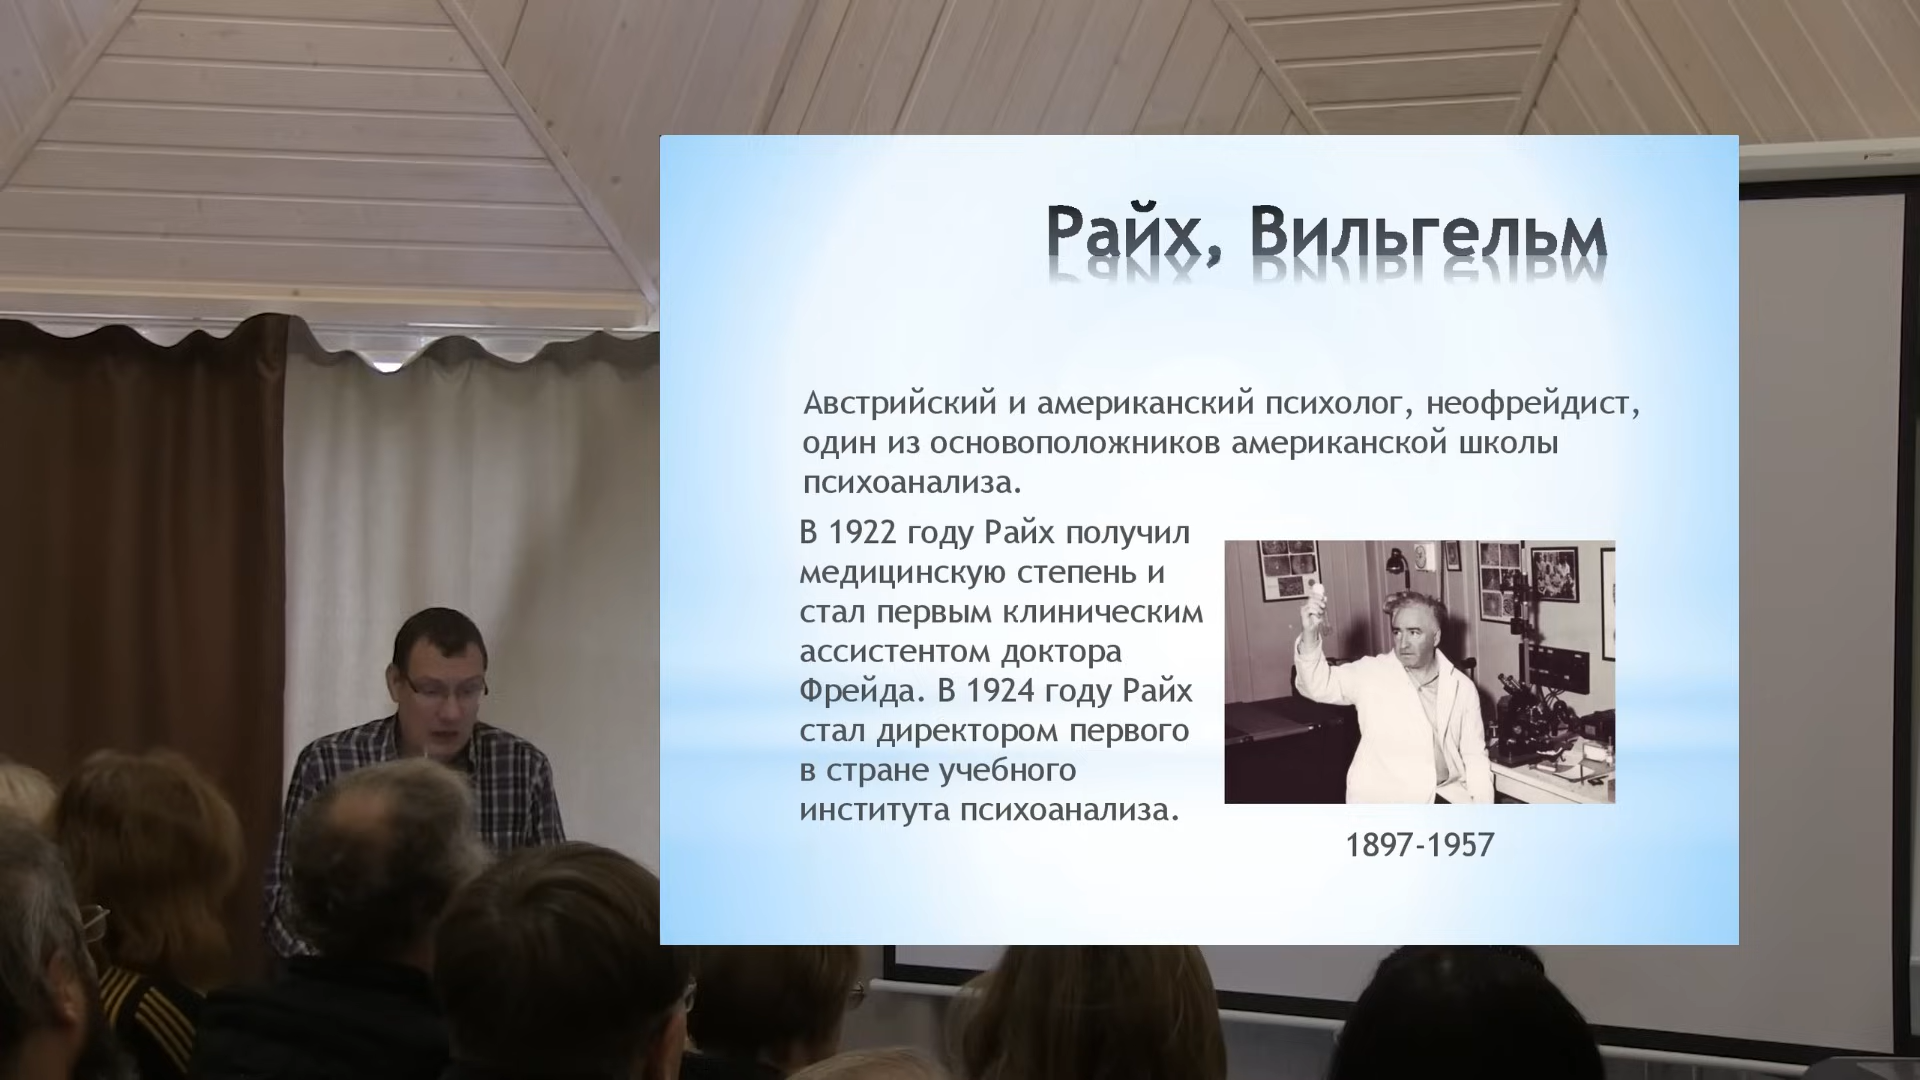 Райх, Вильгельм
Австрийский и американский психолог, неофрейдист,
один из основоположников американской школы
психоанализа.
В 1922 году Райх получил
медицинскую степень и
стал первым клиническим
ассистентом доктора
Фрейда. В 1924 году Райх
стал директором первого
в стране учебного
института психоанализа.
1897-1957